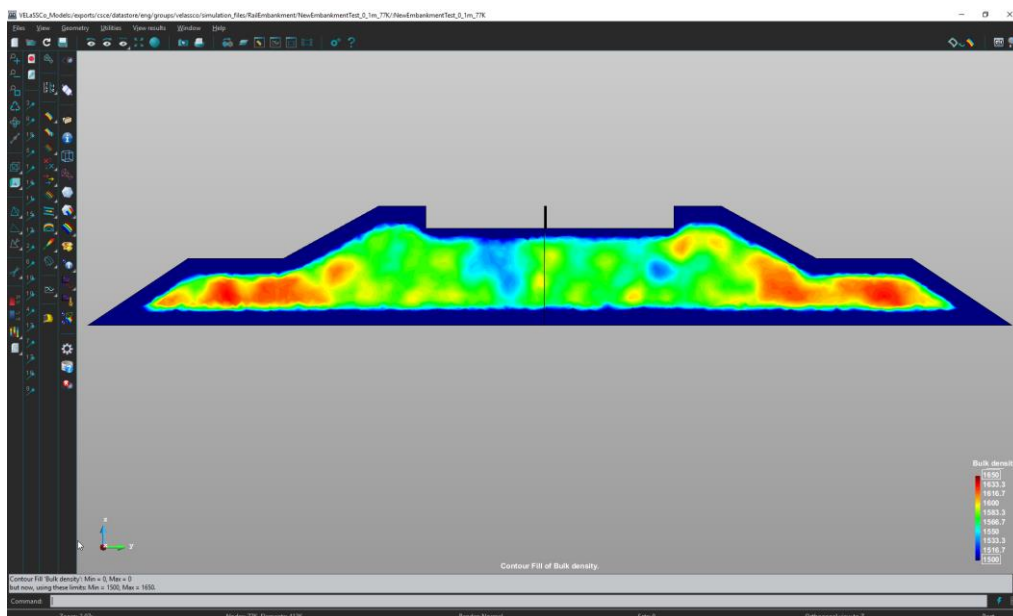 VELaSSCo_Models:/exports/csce/datastore/eng/groups/velassco/simulation_files/RailEmbankment/NewEmbankmentTest_0_1m_77K/NewEmbankmentTest_0_1m_77K
Files View Geometry Utilities View results Window Help
Bulk densit
1650
1633.3
1616.7
1600
1583.3
1566.7
1550
1533.3
1516.7
1500
x
y
Contour Fill of Bulk density.
Contour Fill 'Bulk density': Min = 0, Max = 0
but now, using these limits: Min = 1500, Max = 1650.
Command: